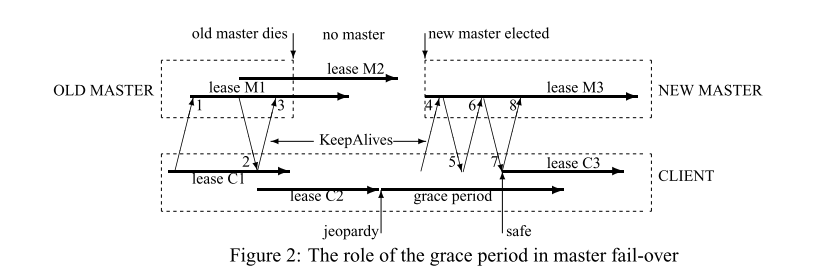 old master dies no master new master elected
lease M2
OLD MASTER lease M1 lease M3 NEW MASTER
1 3 4 6 8
KeepAlives
2 5 7 lease C3
lease C1 CLIENT
lease C2 grace period
jeopardy safe
Figure 2: The role of the grace period in master fail-over